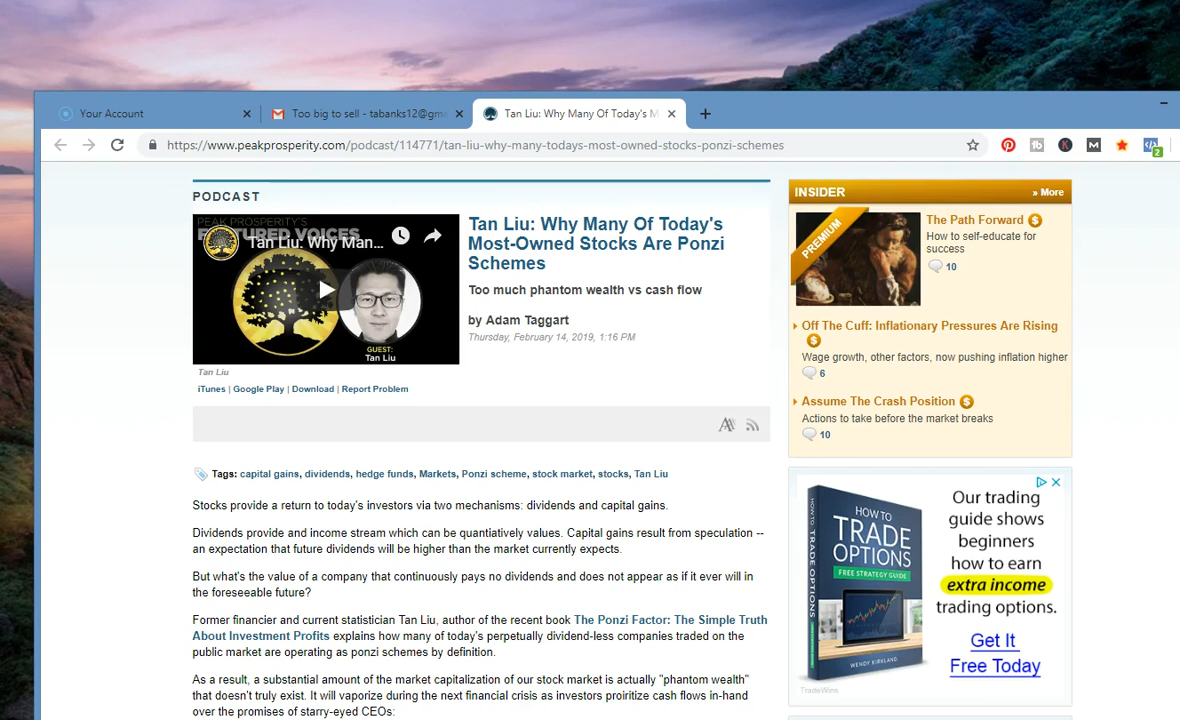 Your Account
Too big to sell - tabanks12@gm
Tan Liu: Why Many Of Today's M
https://www.peakprosperity.com/podcast/114771/tan-liu-why-many-todays-most-owned-stocks-ponzi-schemes
2
PODCAST
PEAK PROSPERITY'S
FEATURED VOICES
Tan Liu: Why Man...
GUEST:
Tan Liu
Tan Liu: Why Many Of Today's
Most-Owned Stocks Are Ponzi
Schemes
Too much phantom wealth vs cash flow
by Adam Taggart
Thursday, February 14, 2019, 1:16 PM
Tan Liu
iTunes | Google Play | Download | Report Problem
Tags: capital gains, dividends, hedge funds, Markets, Ponzi scheme, stock market, stocks, Tan Liu
Stocks provide a return to today's investors via two mechanisms: dividends and capital gains.
Dividends provide and income stream which can be quantiatively values. Capital gains result from speculation --
an expectation that future dividends will be higher than the market currently expects.
But what's the value of a company that continuously pays no dividends and does not appear as if it ever will in
the foreseeable future?
Former financier and current statistician Tan Liu, author of the recent book The Ponzi Factor: The Simple Truth
About Investment Profits explains how many of today's perpetually dividend-less companies traded on the
public market are operating as ponzi schemes by definition.
As a result, a substantial amount of the market capitalization of our stock market is actually "phantom wealth"
that doesn't truly exist. It will vaporize during the next financial crisis as investors proiritize cash flows in-hand
over the promises of starry-eyed CEOs:
INSIDER
» More
PREMIUM
The Path Forward $
How to self-educate for
success
10
Off The Cuff: Inflationary Pressures Are Rising
$
Wage growth, other factors, now pushing inflation higher
6
Assume The Crash Position $
Actions to take before the market breaks
10
HOW TO TRADE OPTIONS
HOW TO
TRADE
OPTIONS
FREE STRATEGY GUIDE
WENDY KIRKLAND
Our trading
guide shows
beginners
how to earn
extra income
trading options.
Get It
Free Today
TradeWins